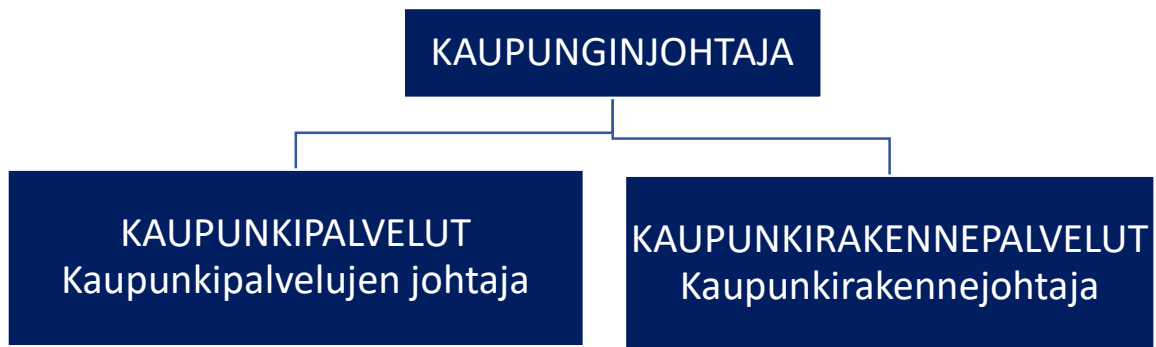 KAUPUNGINJOHTAJA
KAUPUNKIPALVELUT
Kaupunkipalvelujen johtaja
KAUPUNKIRAKENNEPALVELUT
Kaupunkirakennejohtaja